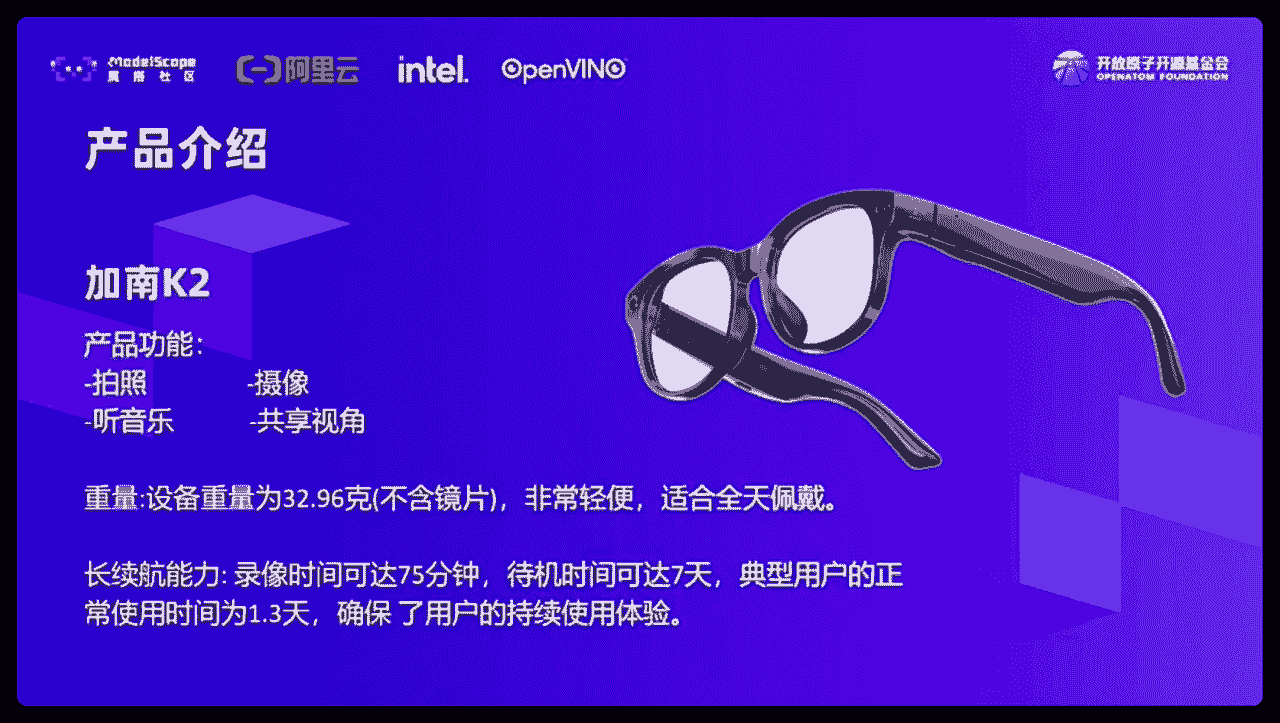 ModelScope
魔搭社区
阿里云
intel.
OpenVINO
开放原子开源基金会
OPENATOM FOUNDATION
产品介绍
加南K2
产品功能：
-拍照 -摄像
-听音乐 -共享视角
重量:设备重量为32.96克(不含镜片)，非常轻便，适合全天佩戴。
长续航能力: 录像时间可达75分钟，待机时间可达7天，典型用户的正
常使用时间为1.3天，确保 了用户的持续使用体验。